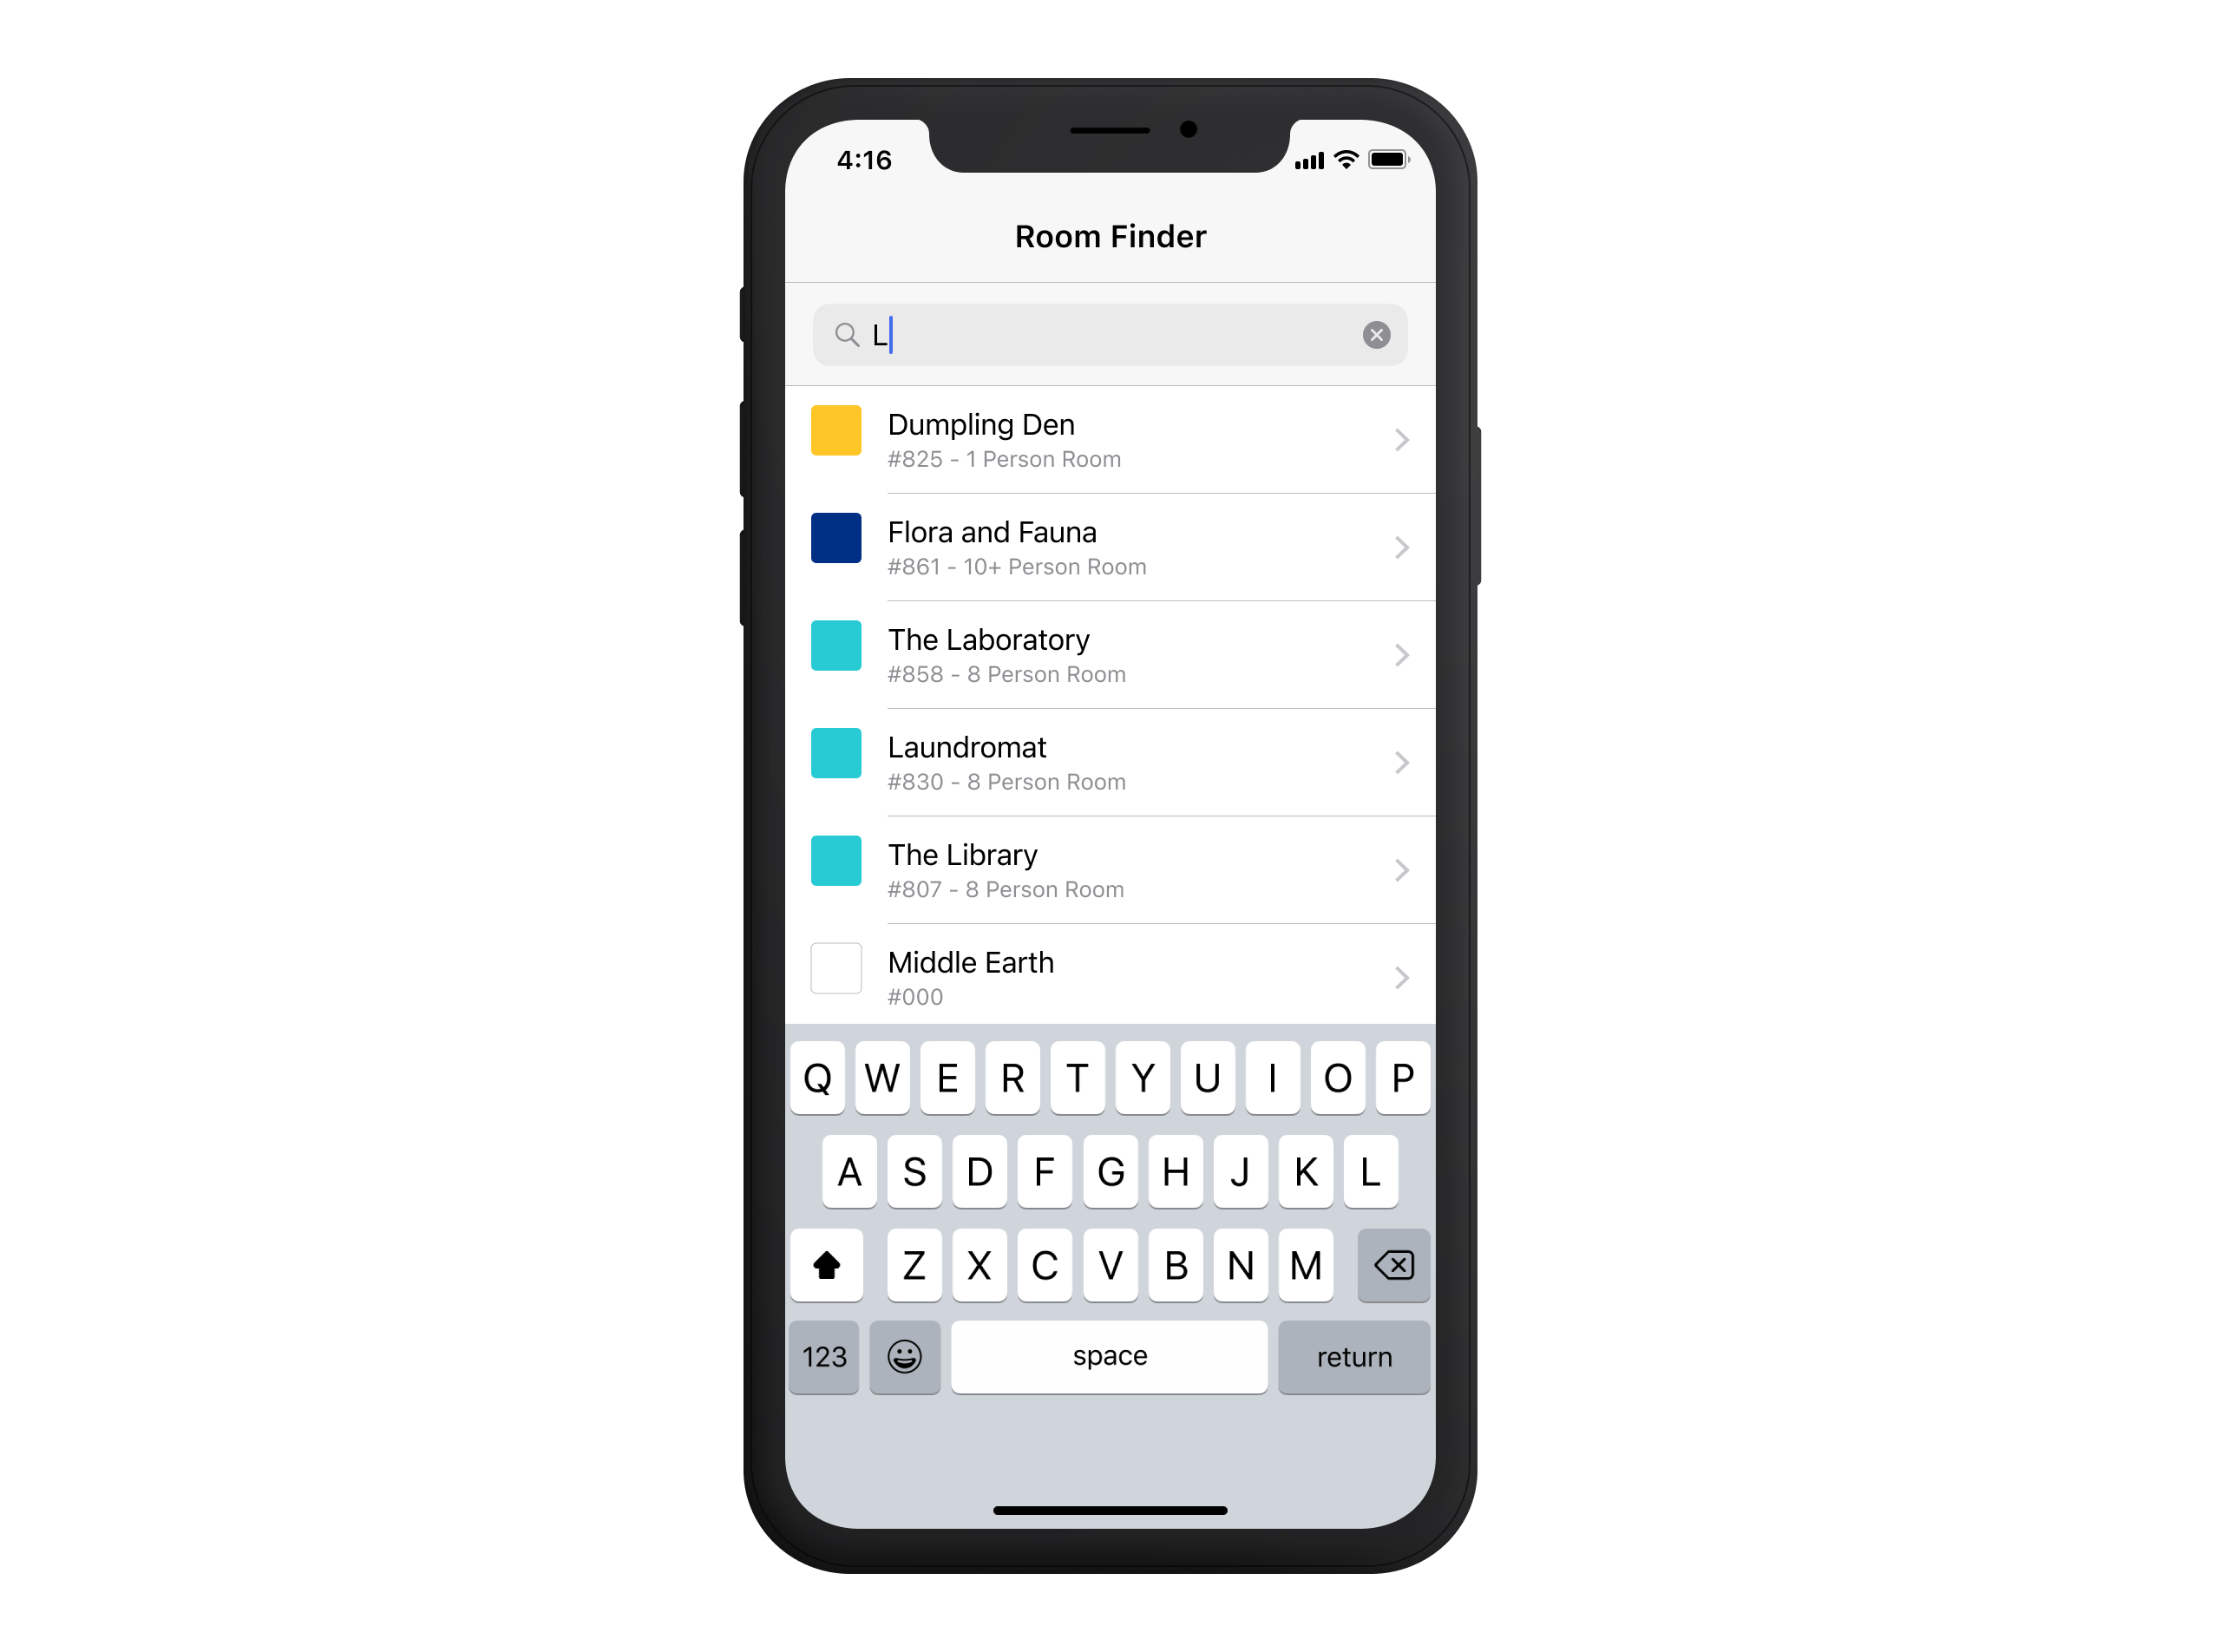 4:16
Room Finder
L
Dumpling Den
#825 - 1 Person Room
Flora and Fauna
#861 - 10+ Person Room
The Laboratory
#858 - 8 Person Room
Laundromat
#830 - 8 Person Room
The Library
#807 - 8 Person Room
Middle Earth
#000
Q W E R T Y U I O P
A S D F G H J K L
Z X C V B N M
123 space return